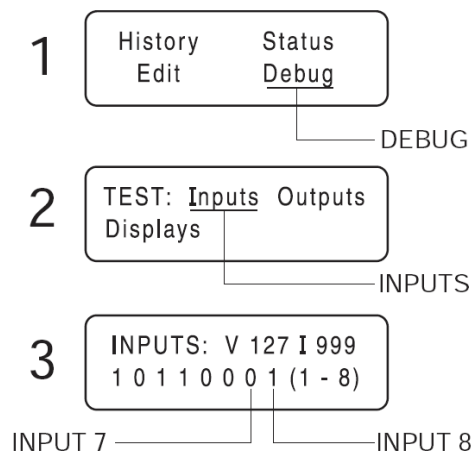 1
History Status
Edit Debug
DEBUG
2
TEST: Inputs Outputs
Displays
INPUTS
3
INPUTS: V 127 I 999
1 0 1 1 0 0 0 1 (1 - 8)
INPUT 7 INPUT 8